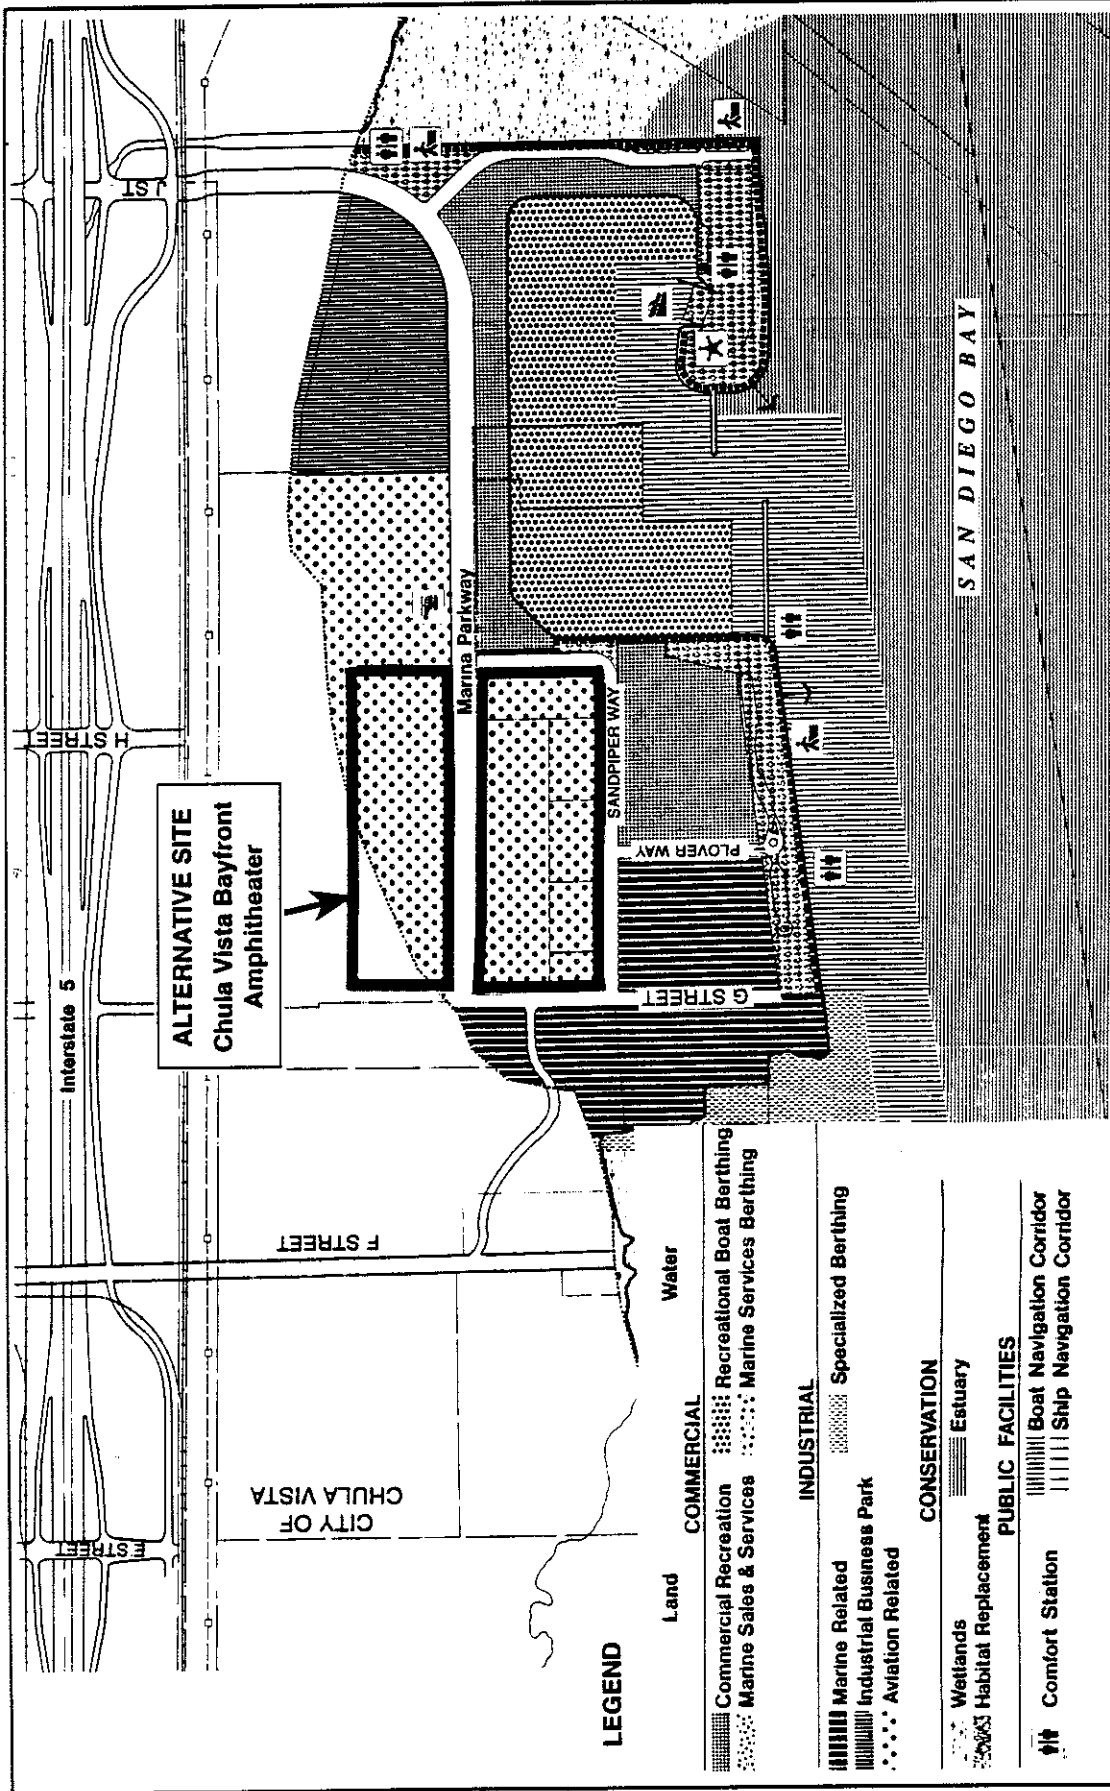 Interstate 5
E STREET
F STREET
H STREE
J ST
CITY OF
CHULA VISTA
ALTERNATIVE SITE
Chula Vista Bayfront
Amphitheater
Marina Parkway
SANDPIPER WAY
PLOVER WAY
G STREET
SAN DIEGO BAY
LEGEND
Land
Water
COMMERCIAL
Commercial Recreation
Recreational Boat Berthing
Marine Sales & Services
Marine Services Berthing
INDUSTRIAL
Marine Related
Specialized Berthing
Industrial Business Park
Aviation Related
CONSERVATION
Wetlands
Estuary
Habitat Replacement
PUBLIC FACILITIES
Comfort Station
Boat Navigation Corridor
Ship Navigation Corridor